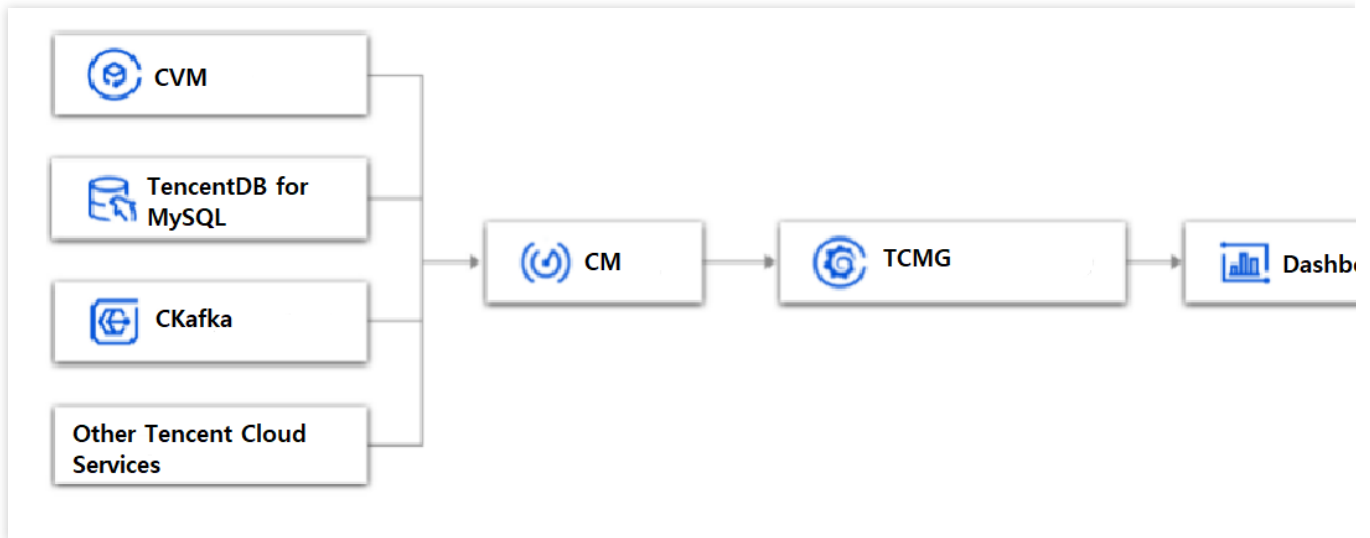 CVM
TencentDB for
MySQL
CKafka
Other Tencent Cloud
Services
CM
TCMG